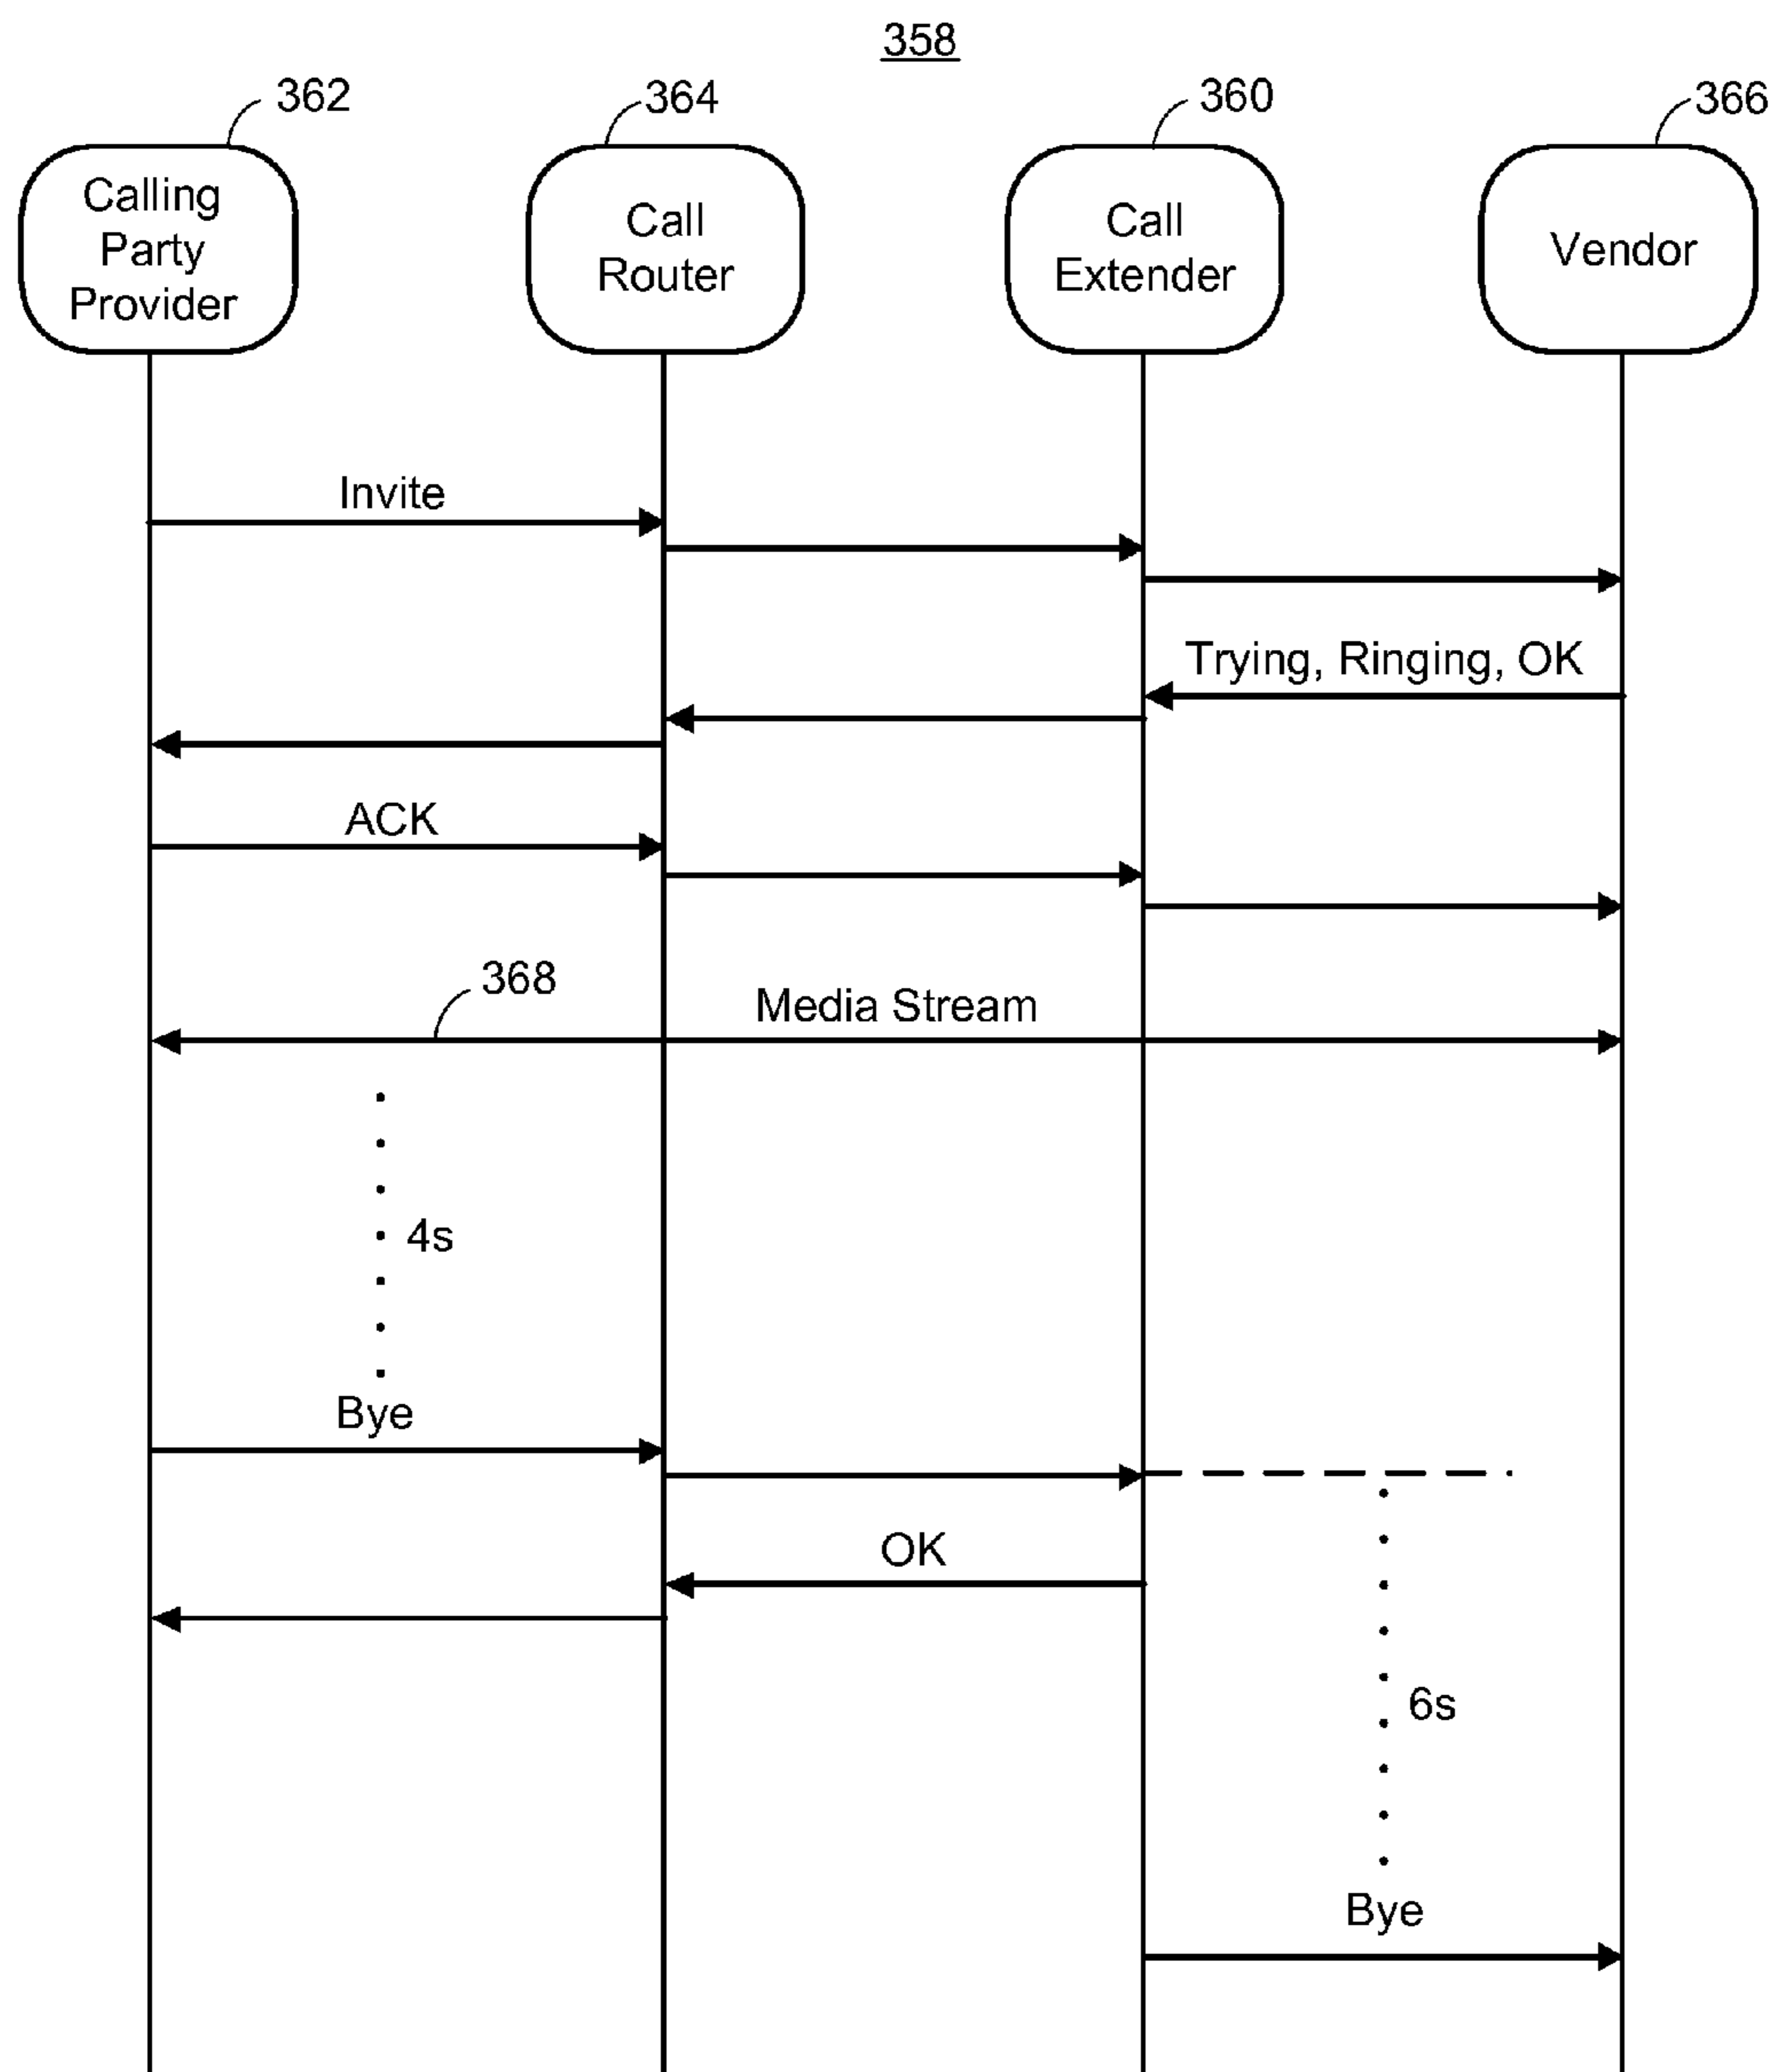 358
362
364
360
366
Calling
Party
Provider
Call
Router
Call
Extender
Vendor
Invite
Trying, Ringing, OK
ACK
368
Media Stream
4s
Bye
OK
6s
Bye